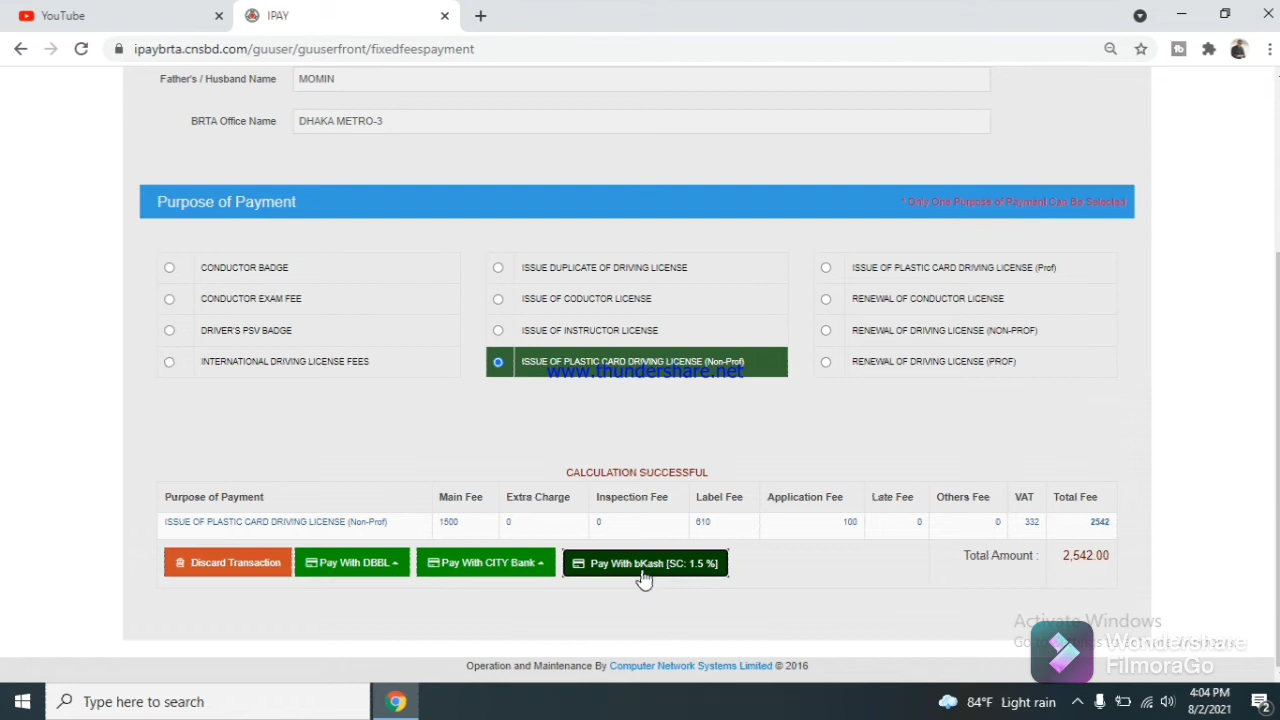 YouTube
IPAY
ipaybrta.cnsbd.com/guuser/guuserfront/fixedfeespayment
Father's / Husband Name MOMIN
BRTA Office Name DHAKA METRO-3
Purpose of Payment * Only One Purpose of Payment Can Be Selected
CONDUCTOR BADGE ISSUE DUPLICATE OF DRIVING LICENSE ISSUE OF PLASTIC CARD DRIVING LICENSE (Prof)
CONDUCTOR EXAM FEE ISSUE OF CODUCTOR LICENSE RENEWAL OF CONDUCTOR LICENSE
DRIVER'S PSV BADGE ISSUE OF INSTRUCTOR LICENSE RENEWAL OF DRIVING LICENSE (NON-PROF)
INTERNATIONAL DRIVING LICENSE FEES ISSUE OF PLASTIC CARD DRIVING LICENSE (Non-Prof) RENEWAL OF DRIVING LICENSE (PROF)
www.thundershare.net
CALCULATION SUCCESSFUL
Purpose of Payment Main Fee Extra Charge Inspection Fee Label Fee Application Fee Late Fee Others Fee VAT Total Fee
ISSUE OF PLASTIC CARD DRIVING LICENSE (Non-Prof) 1500 0 0 610 100 0 0 332 2542
Discard Transaction Pay With DBBL Pay With CITY Bank Pay With bKash [SC: 1.5 %] Total Amount : 2,542.00
Activate Windows
Wondershare
FilmoraGo
Operation and Maintenance By Computer Network Systems Limited © 2016
Type here to search 84°F Light rain 4:04 PM
8/2/2021 2